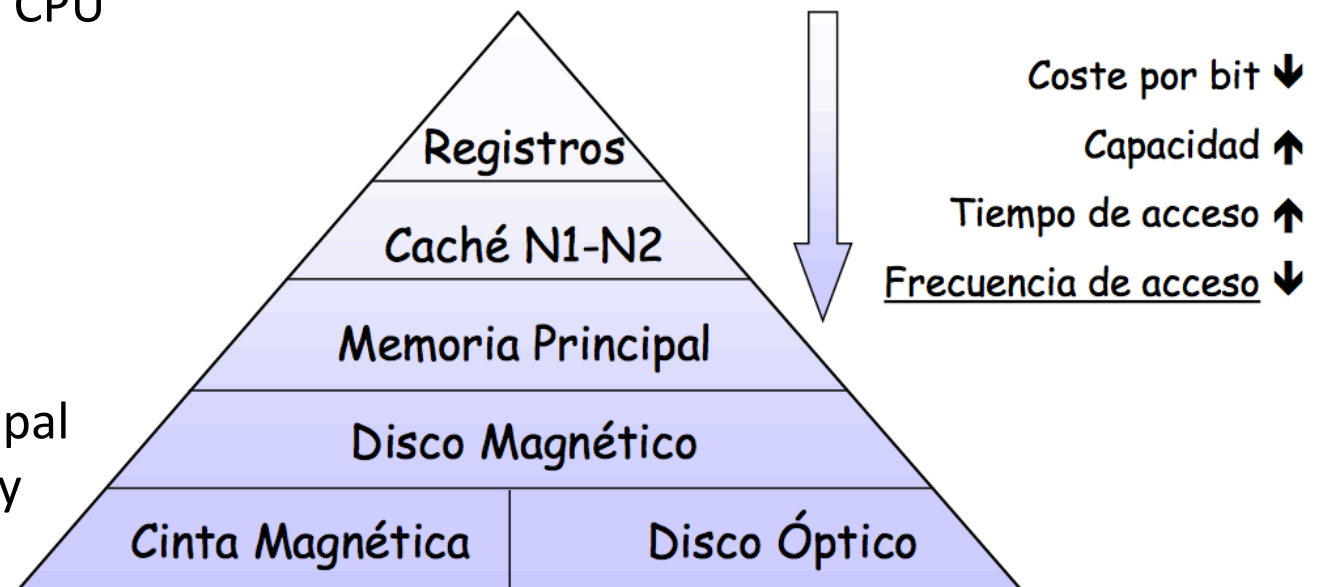 CPU
Coste por bit ↓
Capacidad ↑
Registros
Tiempo de acceso ↑
Caché N1-N2
Frecuencia de acceso ↓
Memoria Principal
pal
Disco Magnético
y
Cinta Magnética
Disco Óptico